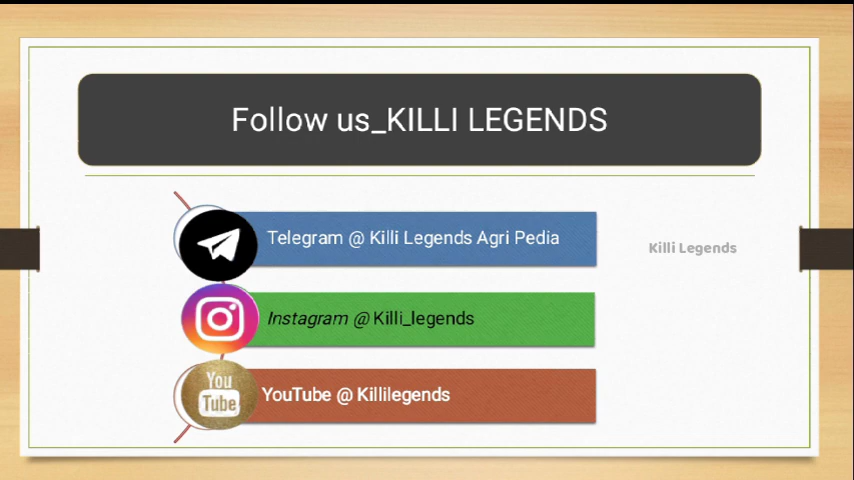 Follow us_KILLI LEGENDS
Telegram @ Killi Legends Agri Pedia
Killi Legends
Instagram @ Killi_legends
You
Tube
YouTube @ Killilegends